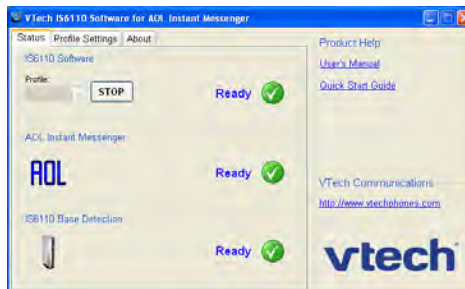 VTech IS6110 Software for AOL Instant Messenger
Status Profile Settings About
IS6110 Software
Profile:
STOP
Ready
AOL Instant Messenger
AOL
Ready
IS6110 Base Detection
Ready
Product Help
User's Manual
Quick Start Guide
VTech Communications
http://www.vtechphones.com
vtech